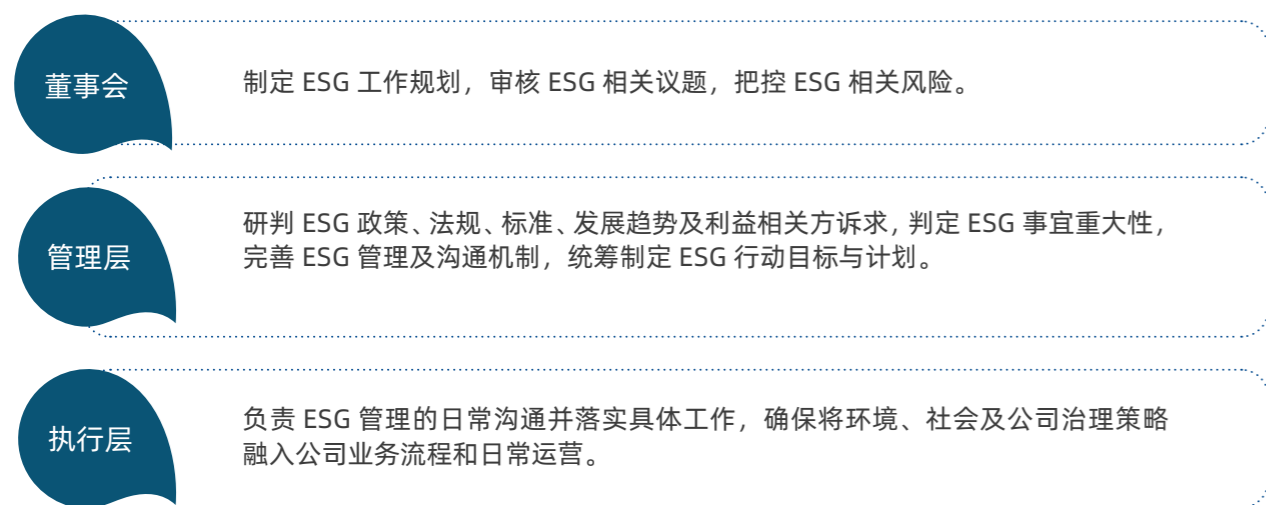 董事会
制定 ESG 工作规划，审核 ESG 相关议题，把控 ESG 相关风险。
管理层
研判 ESG 政策、法规、标准、发展趋势及利益相关方诉求，判定 ESG 事宜重大性，
完善 ESG 管理及沟通机制，统筹制定 ESG 行动目标与计划。
执行层
负责 ESG 管理的日常沟通并落实具体工作，确保将环境、社会及公司治理策略
融入公司业务流程和日常运营。